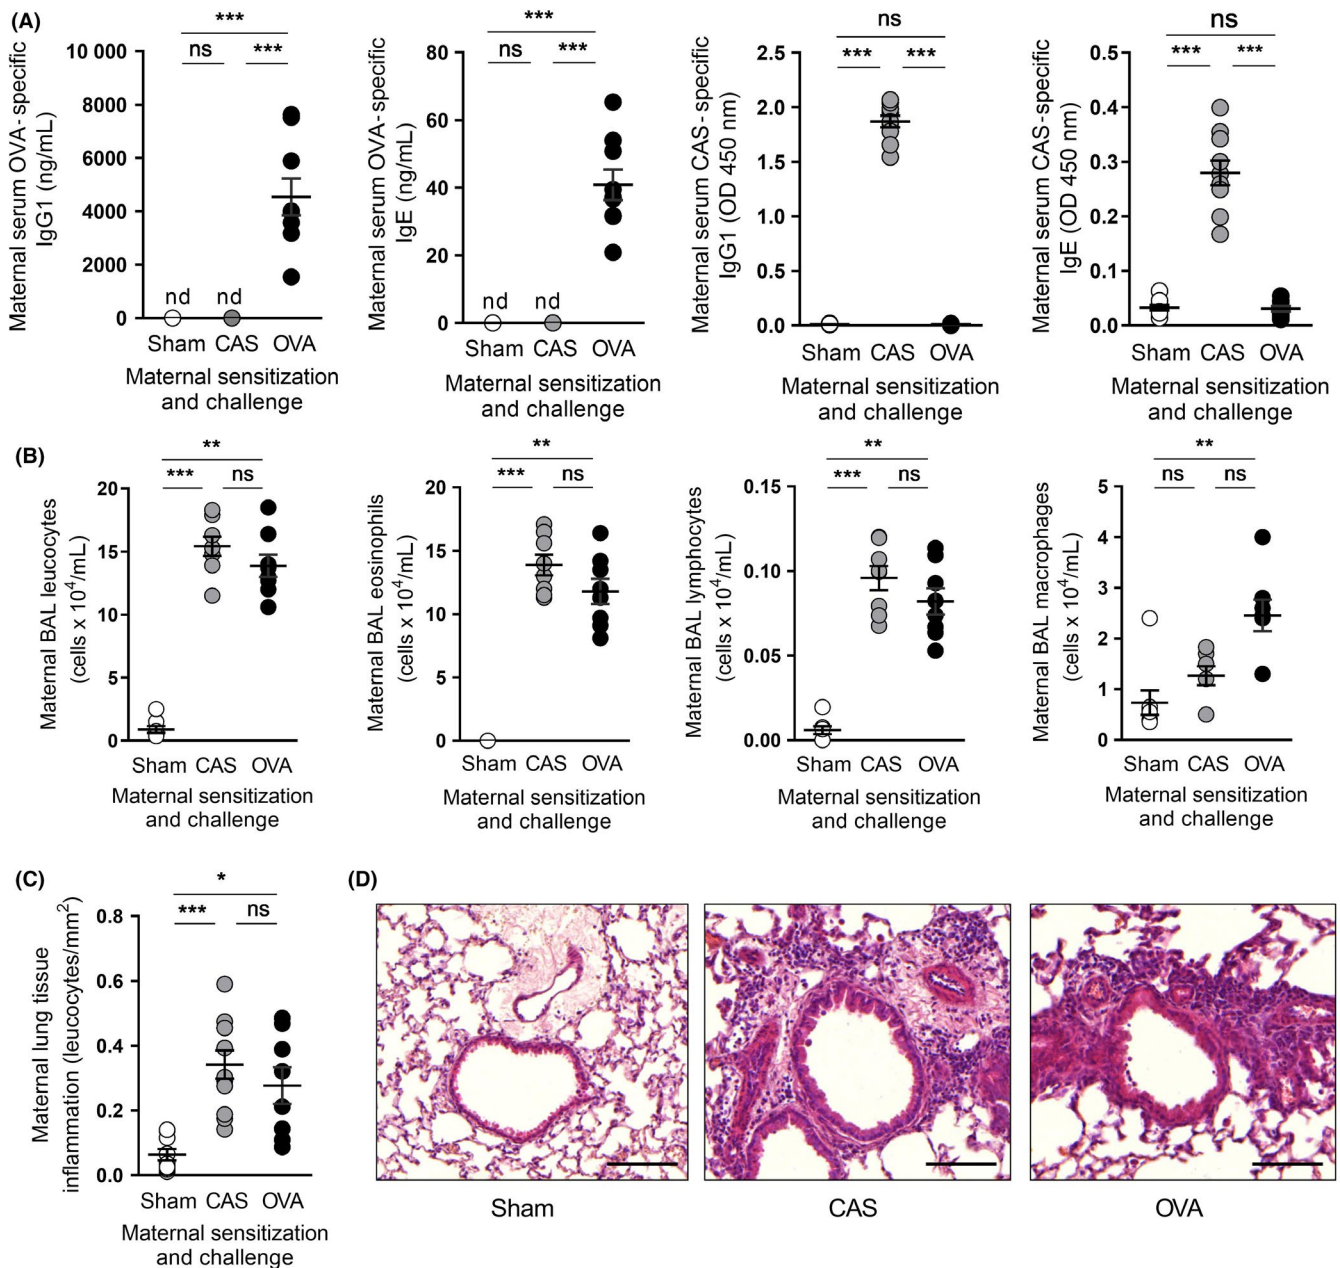 (A)
***
ns
***
Maternal serum OVA-specific
IgG1 (ng/mL)
10 000
8000
6000
4000
2000
0
nd
nd
Sham CAS OVA
Maternal sensitization
and challenge
***
ns
***
Maternal serum OVA-specific
IgE (ng/mL)
80
60
40
20
0
nd
nd
Sham CAS OVA
Maternal sensitization
and challenge
ns
***
***
Maternal serum CAS-specific
IgG1 (OD 450 nm)
2.5
2.0
1.5
1.0
0.5
0.0
Sham CAS OVA
Maternal sensitization
and challenge
ns
***
***
Maternal serum CAS-specific
IgE (OD 450 nm)
0.5
0.4
0.3
0.2
0.1
0.0
Sham CAS OVA
Maternal sensitization
and challenge
(B)
**
***
ns
Maternal BAL leucocytes
(cells x 10⁴/mL)
20
15
10
5
0
Sham CAS OVA
Maternal sensitization
and challenge
**
***
ns
Maternal BAL eosinophils
(cells x 10⁴/mL)
20
15
10
5
0
Sham CAS OVA
Maternal sensitization
and challenge
**
***
ns
Maternal BAL lymphocytes
(cells x 10⁴/mL)
0.15
0.10
0.05
0.00
Sham CAS OVA
Maternal sensitization
and challenge
**
ns
ns
Maternal BAL macrophages
(cells x 10⁴/mL)
5
4
3
2
1
0
Sham CAS OVA
Maternal sensitization
and challenge
(C)
*
***
ns
Maternal lung tissue
inflammation (leucocytes/mm²)
0.8
0.6
0.4
0.2
0.0
Sham CAS OVA
Maternal sensitization
and challenge
(D)
Sham
CAS
OVA